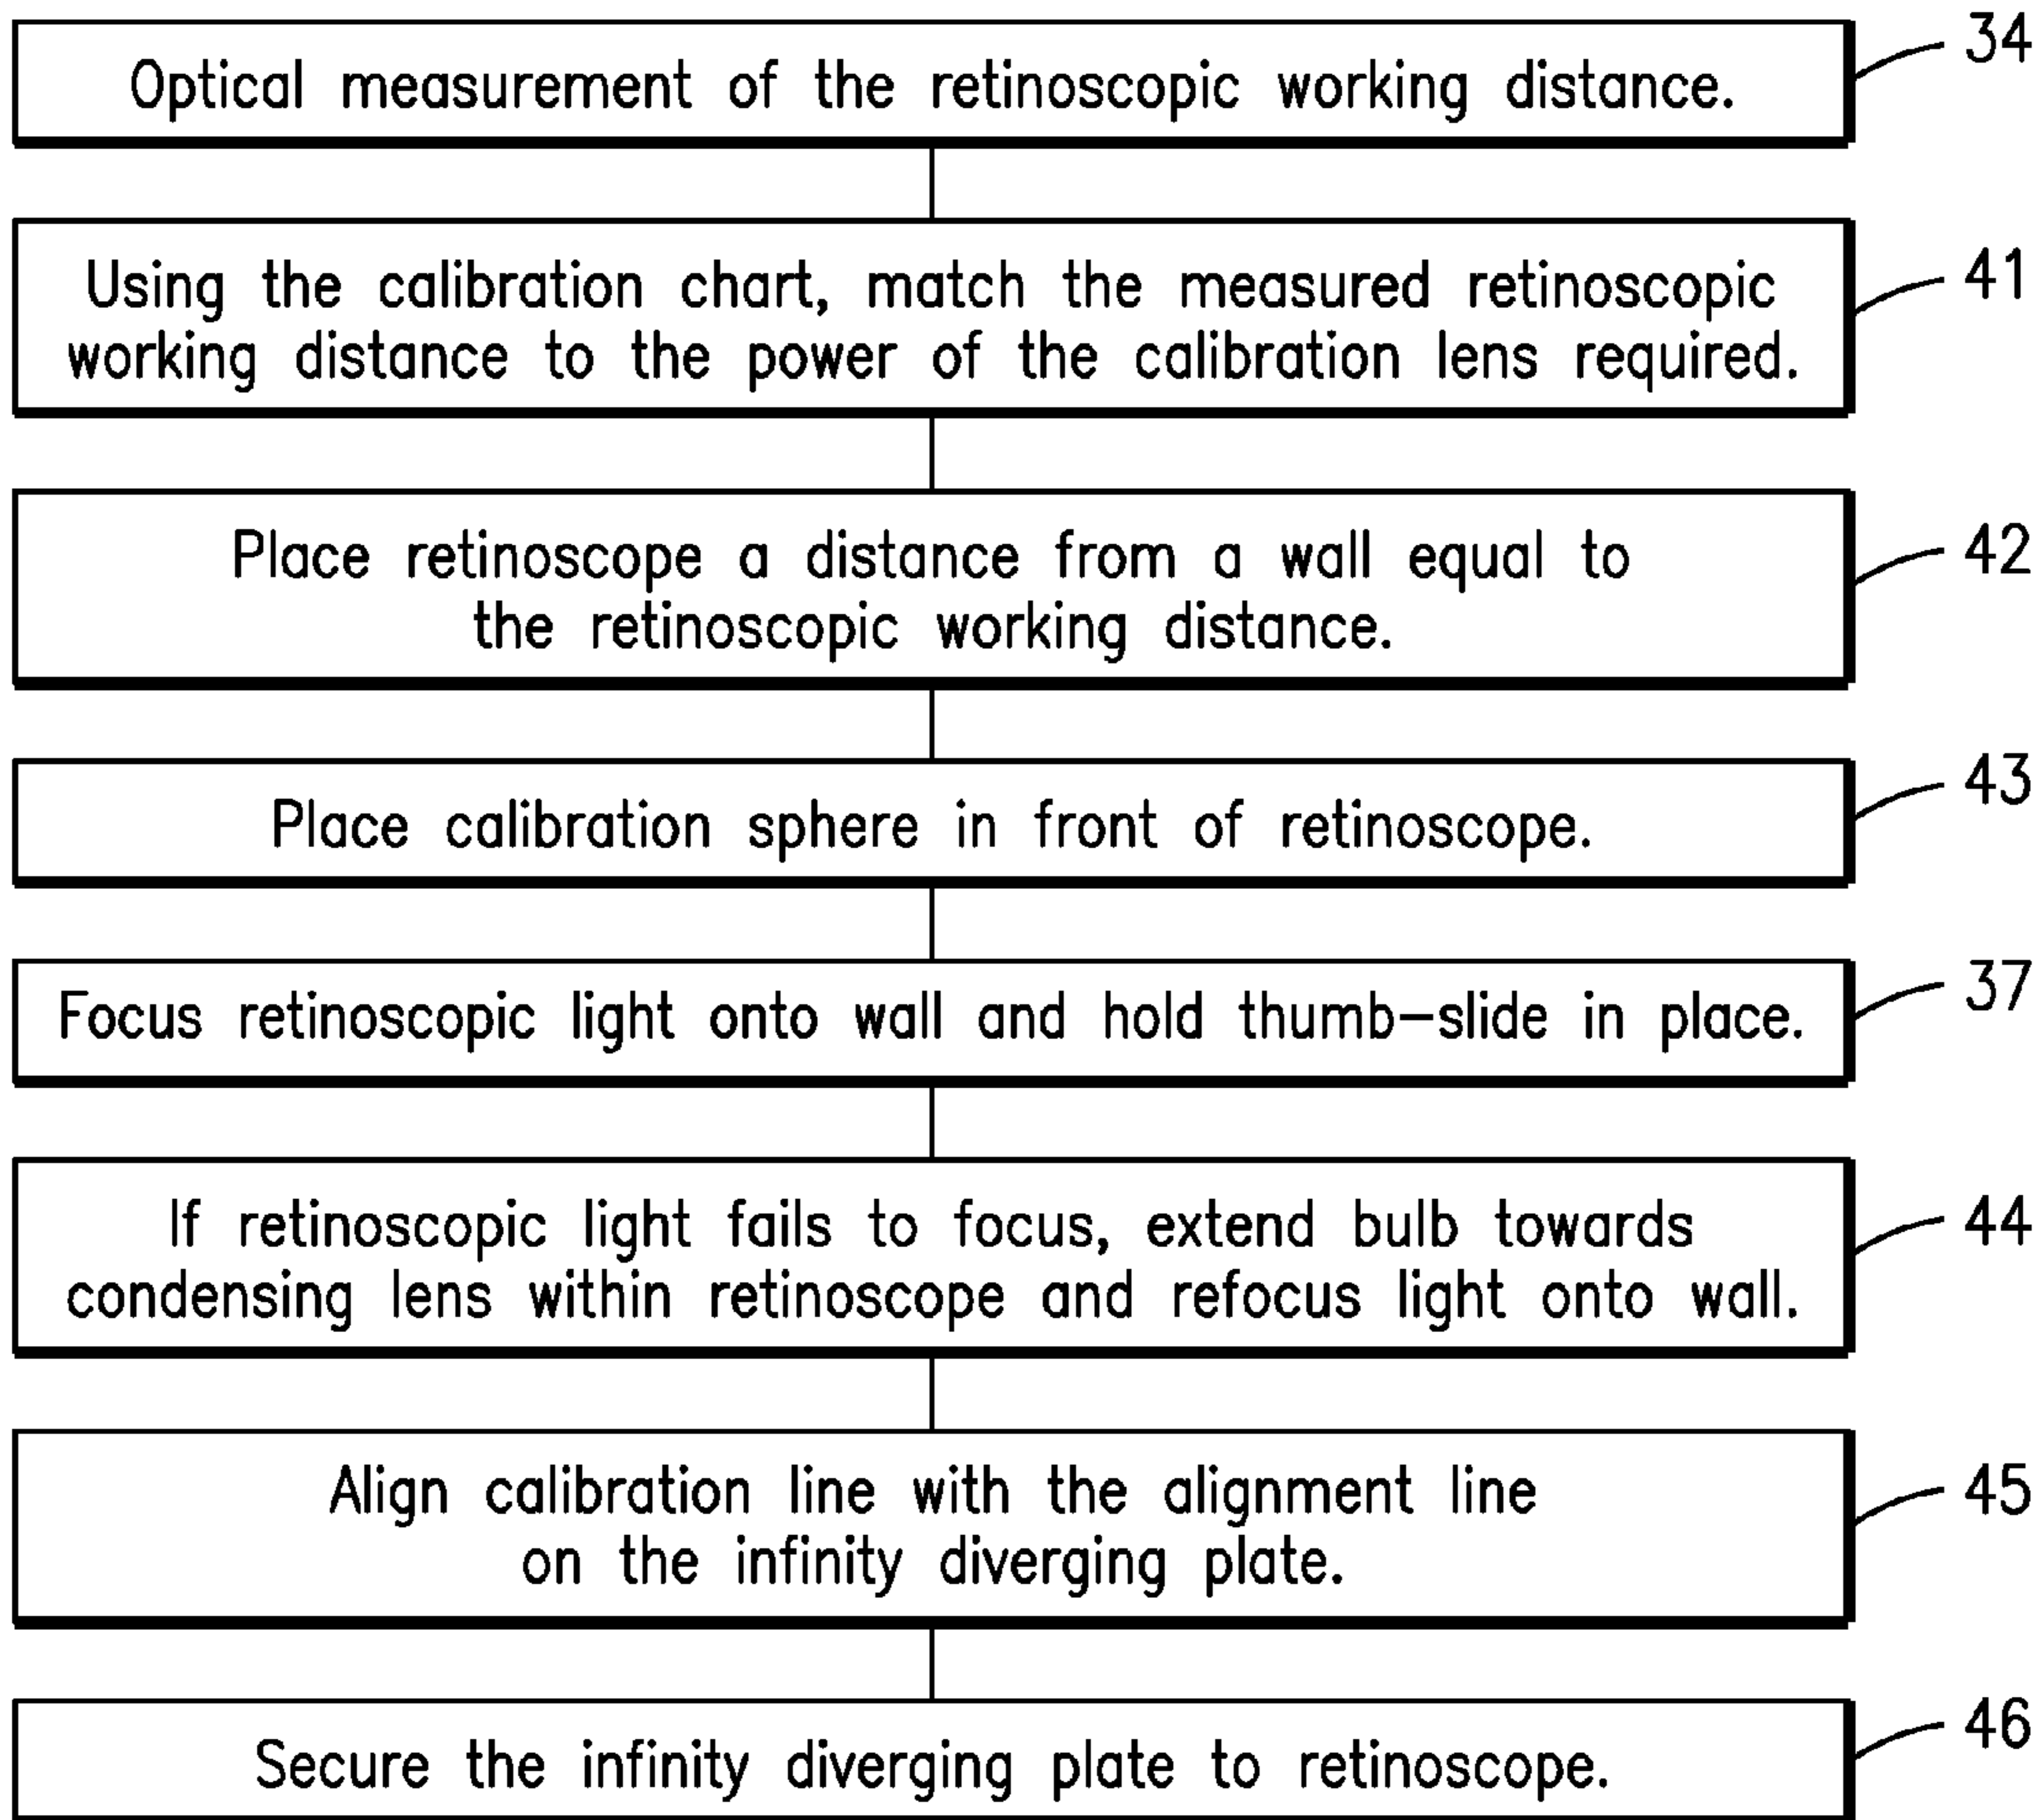 34
Optical measurement of the retinoscopic working distance.
41
Using the calibration chart, match the measured retinoscopic
working distance to the power of the calibration lens required.
42
Place retinoscope a distance from a wall equal to
the retinoscopic working distance.
43
Place calibration sphere in front of retinoscope.
37
Focus retinoscopic light onto wall and hold thumb-slide in place.
44
If retinoscopic light fails to focus, extend bulb towards
condensing lens within retinoscope and refocus light onto wall.
45
Align calibration line with the alignment line
on the infinity diverging plate.
46
Secure the infinity diverging plate to retinoscope.